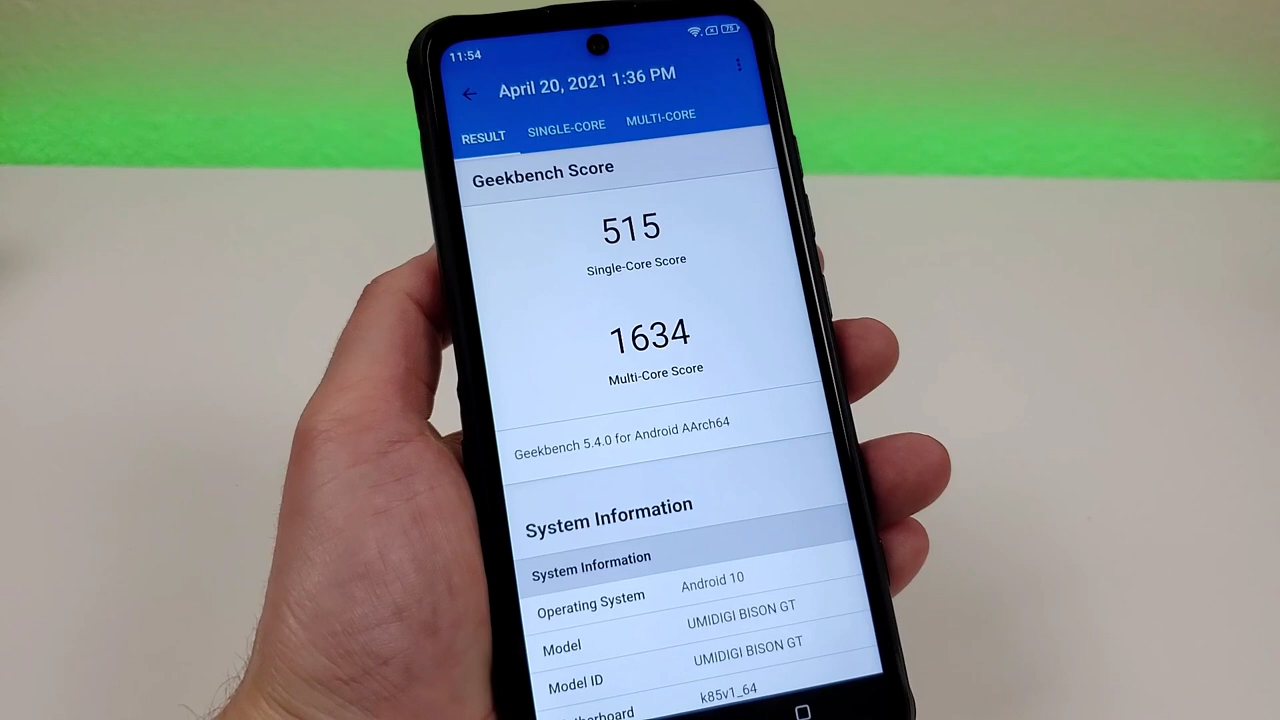 11:54
75
April 20, 2021 1:36 PM
RESULT SINGLE-CORE MULTI-CORE
Geekbench Score
515
Single-Core Score
1634
Multi-Core Score
Geekbench 5.4.0 for Android AArch64
System Information
System Information
Operating System Android 10
Model UMIDIGI BISON GT
Model ID UMIDIGI BISON GT
therboard k85v1_64